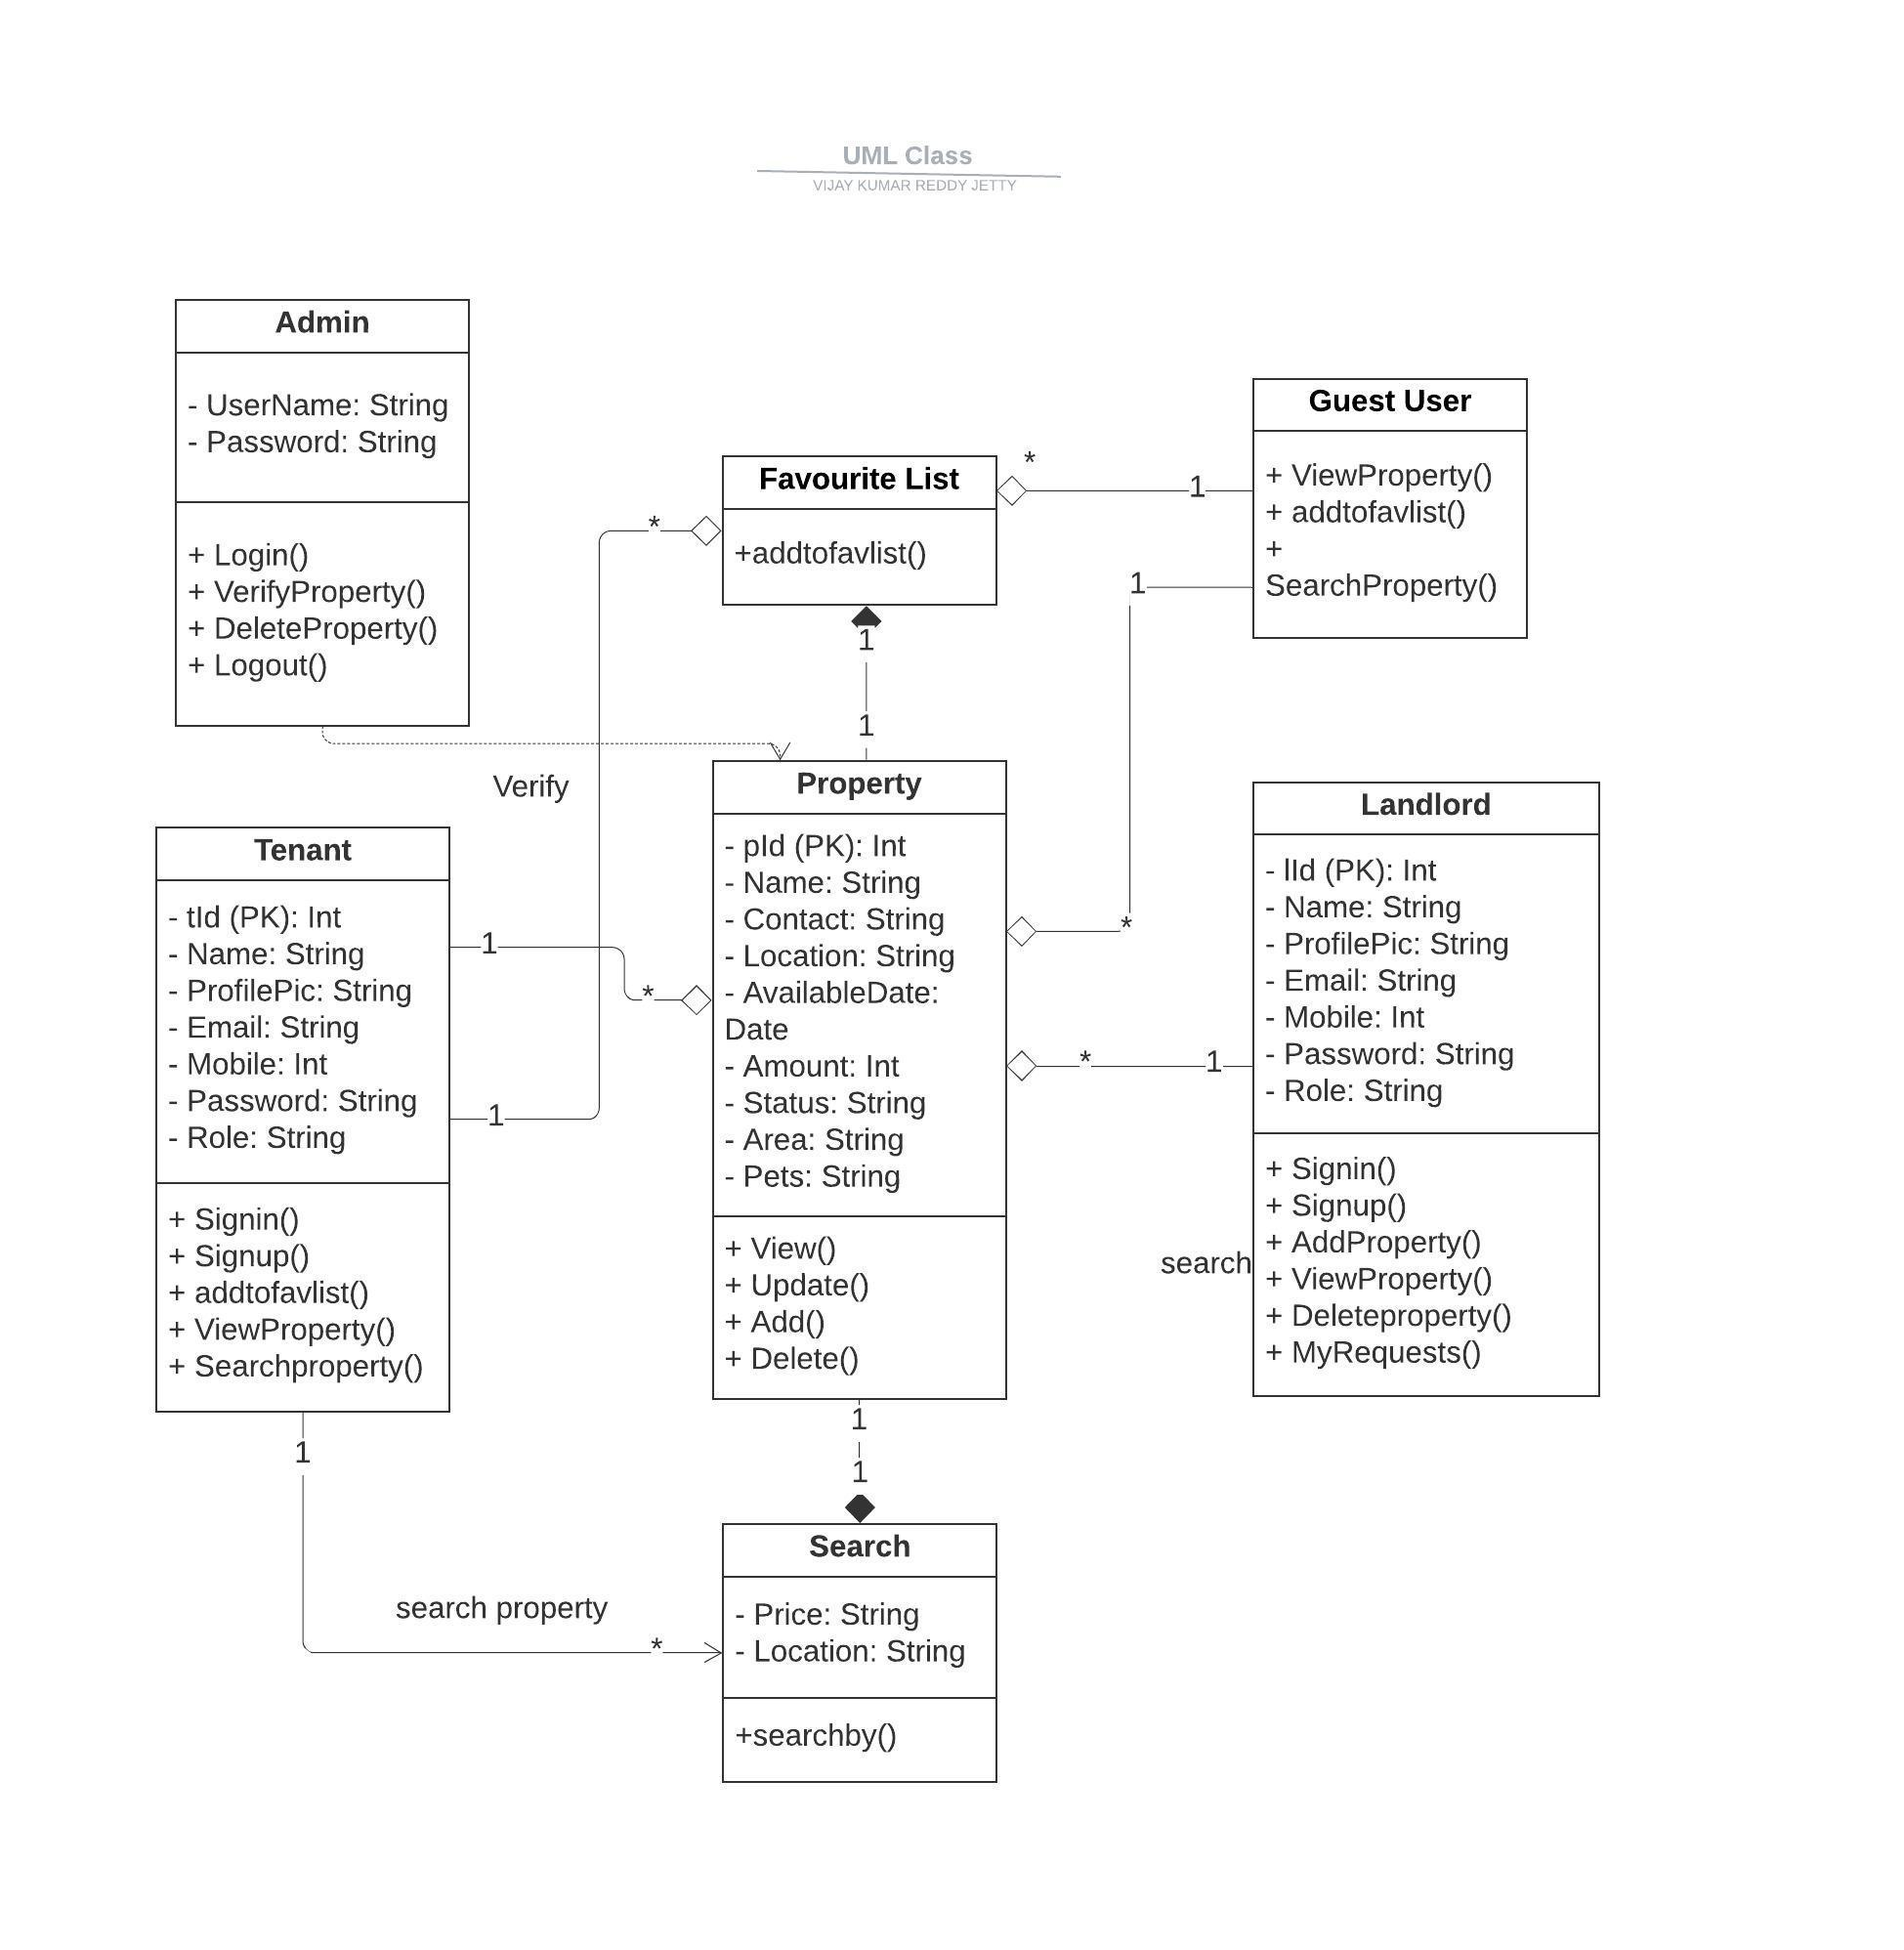 UML Class
VIJAY KUMAR REDDY JETTY
Admin
- UserName: String
- Password: String
+ Login()
+ VerifyProperty()
+ DeleteProperty()
+ Logout()
Favourite List
+addtofavlist()
Guest User
+ ViewProperty()
+ addtofavlist()
+
SearchProperty()
*
1
*
1
1
1
Verify
Property
- pId (PK): Int
- Name: String
- Contact: String
- Location: String
- AvailableDate:
Date
- Amount: Int
- Status: String
- Area: String
- Pets: String
+ View()
+ Update()
+ Add()
+ Delete()
Landlord
- lId (PK): Int
- Name: String
- ProfilePic: String
- Email: String
- Mobile: Int
- Password: String
- Role: String
+ Signin()
+ Signup()
+ AddProperty()
+ ViewProperty()
+ Deleteproperty()
+ MyRequests()
Tenant
- tId (PK): Int
- Name: String
- ProfilePic: String
- Email: String
- Mobile: Int
- Password: String
- Role: String
+ Signin()
+ Signup()
+ addtofavlist()
+ ViewProperty()
+ Searchproperty()
1
*
1
*
*
1
search
1
1
1
search property
*
Search
- Price: String
- Location: String
+searchby()